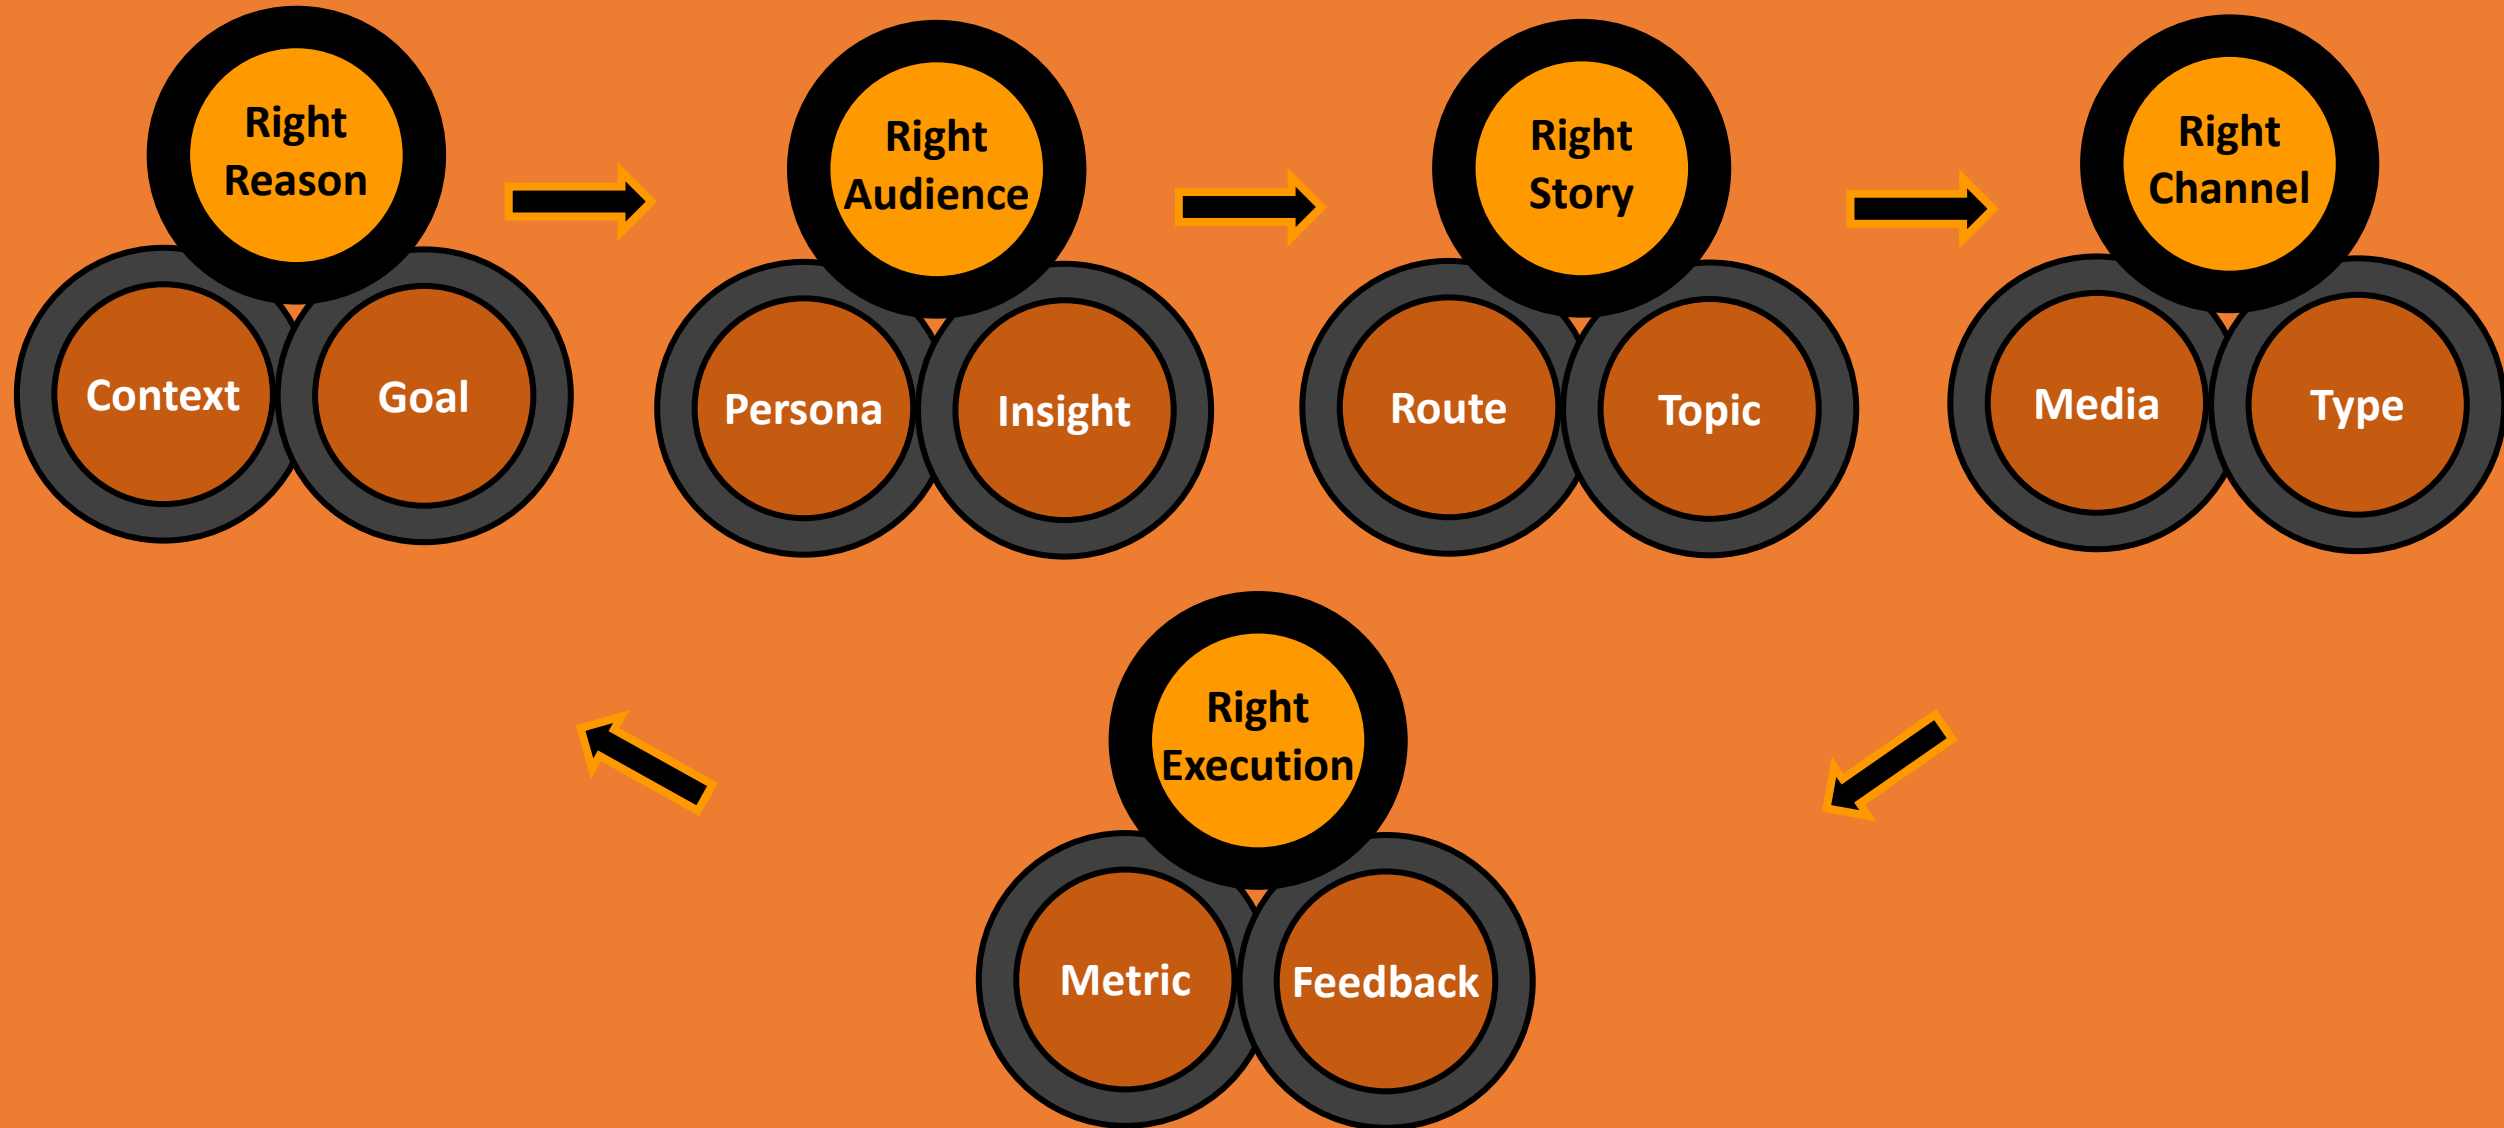 Right
Reason
Context
Goal
Right
Audience
Persona
Insight
Right
Story
Route
Topic
Right
Channel
Media
Type
Right
Execution
Metric
Feedback